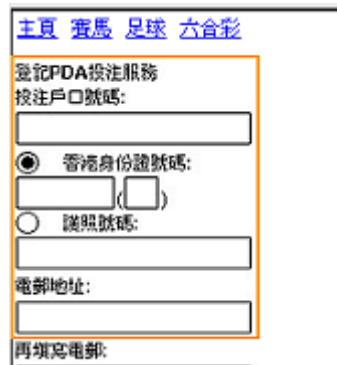 主頁 賽馬 足球 六合彩
登記PDA投注服務
投注戶口號碼:
香港身份證號碼:
( )
護照號碼:
電郵地址:
再填寫電郵: